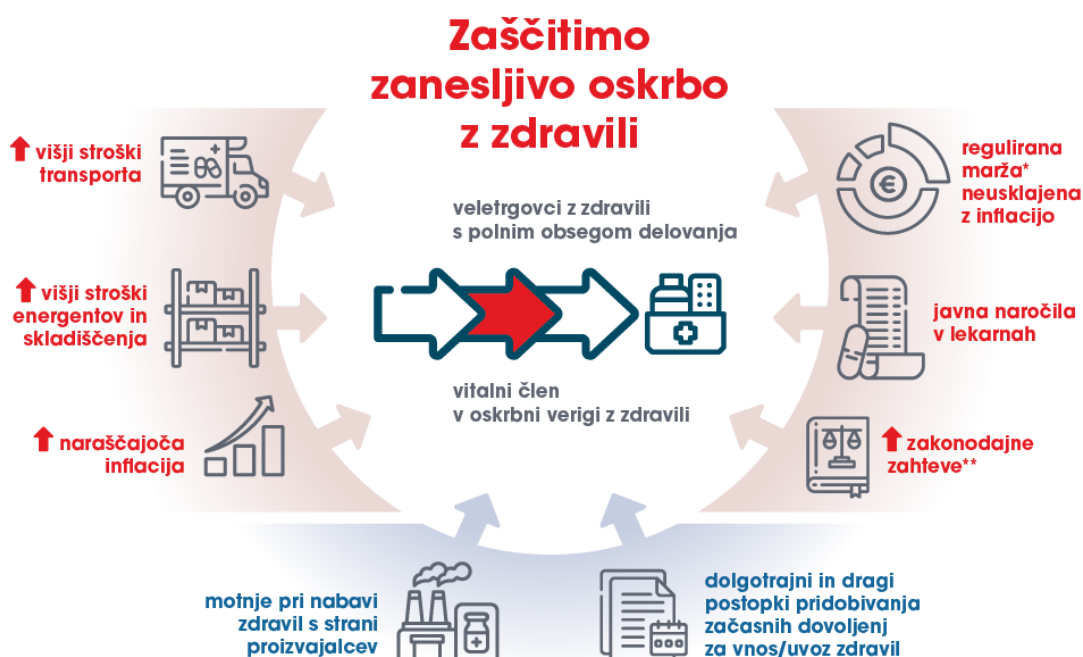 Zaščitimo
zanesljivo oskrbo
z zdravili
višji stroški
transporta
višji stroški
energentov in
skladiščenja
naraščajoča
inflacija
veletrgovci z zdravili
s polnim obsegom delovanja
€
vitalni člen
v oskrbni verigi z zdravili
regulirana
marža*
neusklajena
z inflacijo
javna naročila
v lekarnah
zakonodajne
zahteve**
motnje pri nabavi
zdravil s strani
proizvajalcev
dolgotrajni in dragi
postopki pridobivanja
začasnih dovoljenj
za vnos/uvoz zdravil